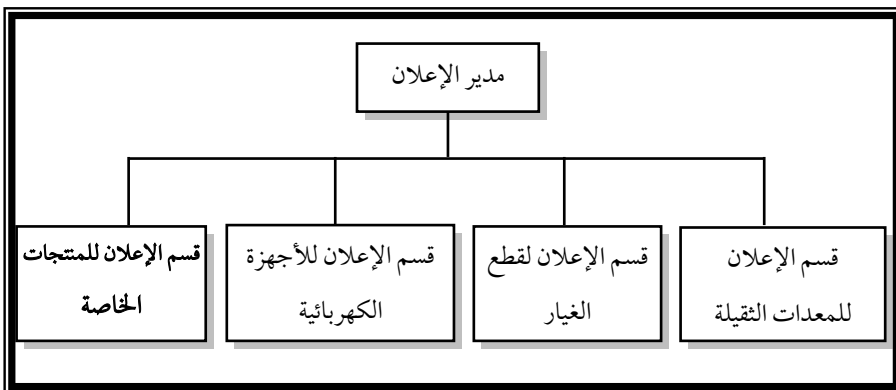 مدير الإعلان
قسم الإعلان
للمعدات الثقيلة
قسم الإعلان لقطع
الغيار
قسم الإعلان للأجهزة
الكهربائية
قسم الإعلان للمنتجات
الخاصة